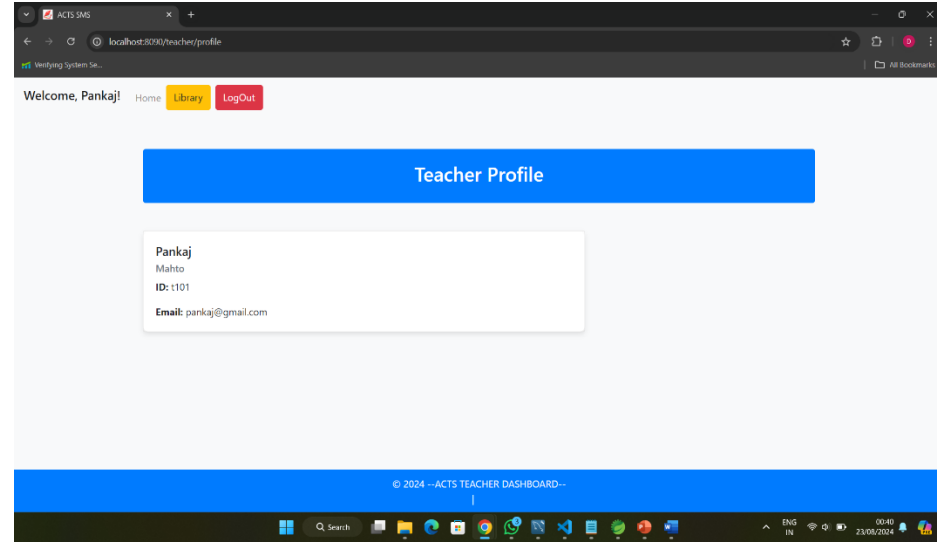 ACTS SMS
localhost:8090/teacher/profile
Verifying System Se...
All Bookmarks
Welcome, Pankaj! Home Library LogOut
Teacher Profile
Pankaj
Mahto
ID: t101
Email: pankaj@gmail.com
© 2024 --ACTS TEACHER DASHBOARD--
|
Search
ENG
IN
00:40
23/08/2024